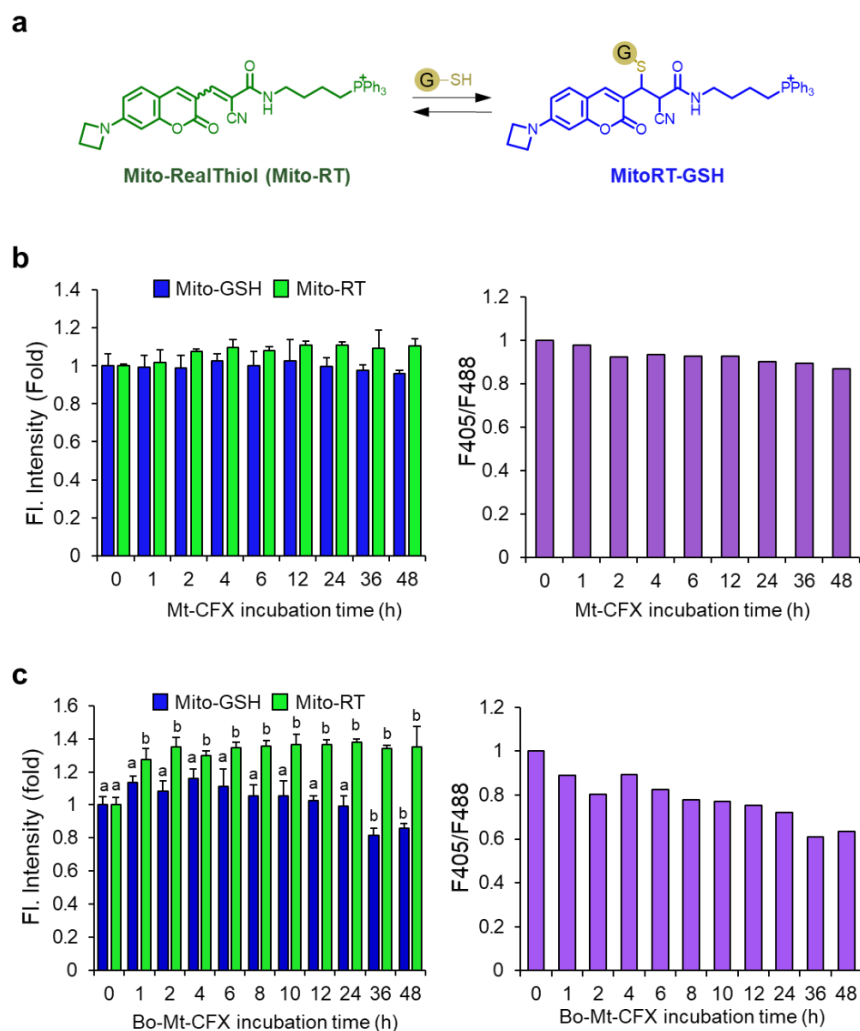 a
G
SH
G
S
O
N
H
PPh3
+
CN
N
O
O
O
N
H
PPh3
+
CN
N
O
O
Mito-RealThiol (Mito-RT)
MitoRT-GSH
b
Mito-GSH
Mito-RT
Fl. Intensity (Fold)
1.4
1.2
1
0.8
0.6
0.4
0.2
0
0 1 2 4 6 12 24 36 48
Mt-CFX incubation time (h)
F405/F488
1.2
1
0.8
0.6
0.4
0.2
0
0 1 2 4 6 12 24 36 48
Mt-CFX incubation time (h)
c
Mito-GSH
Mito-RT
Fl. Intensity (fold)
1.6
1.4
1.2
1
0.8
0.6
0.4
0.2
0
a a a b a b a b a b a b a b a b a b b b b b
0 1 2 4 6 8 10 12 24 36 48
Bo-Mt-CFX incubation time (h)
F405/F488
1.2
1
0.8
0.6
0.4
0.2
0
0 1 2 4 6 8 10 12 24 36 48
Bo-Mt-CFX incubation time (h)